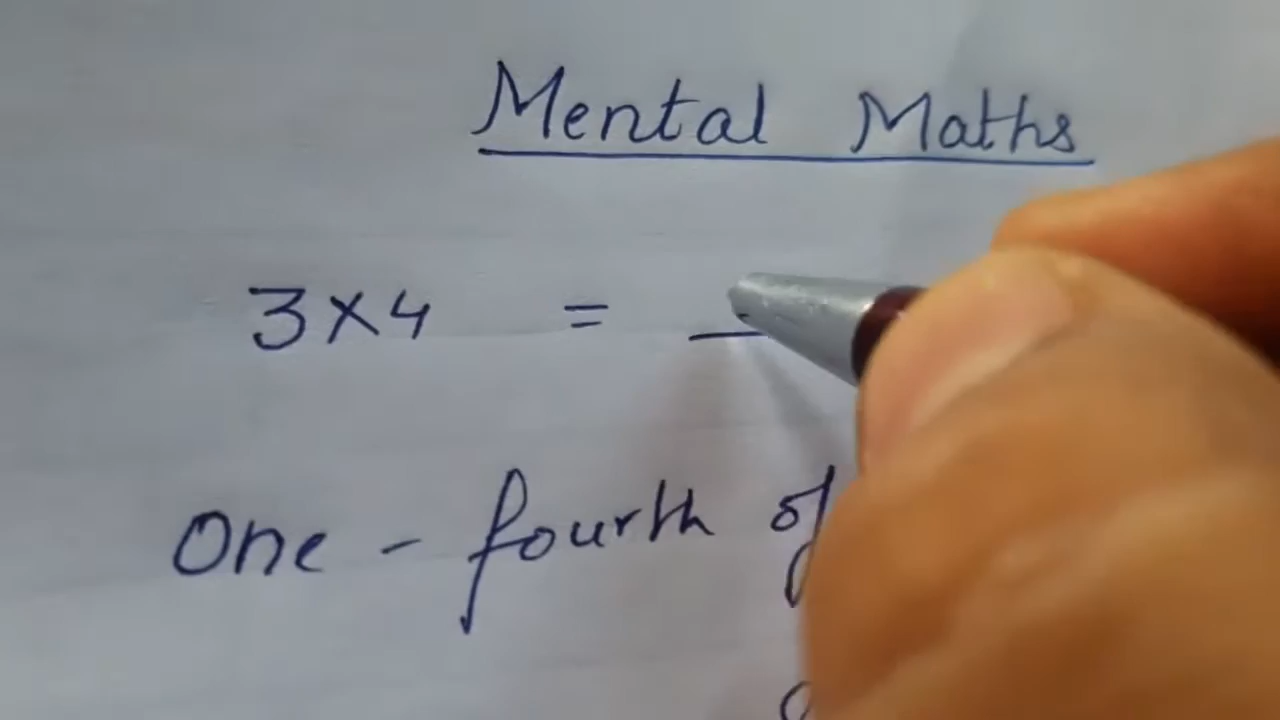 Mental Maths
3×4 = _
One - fourth of